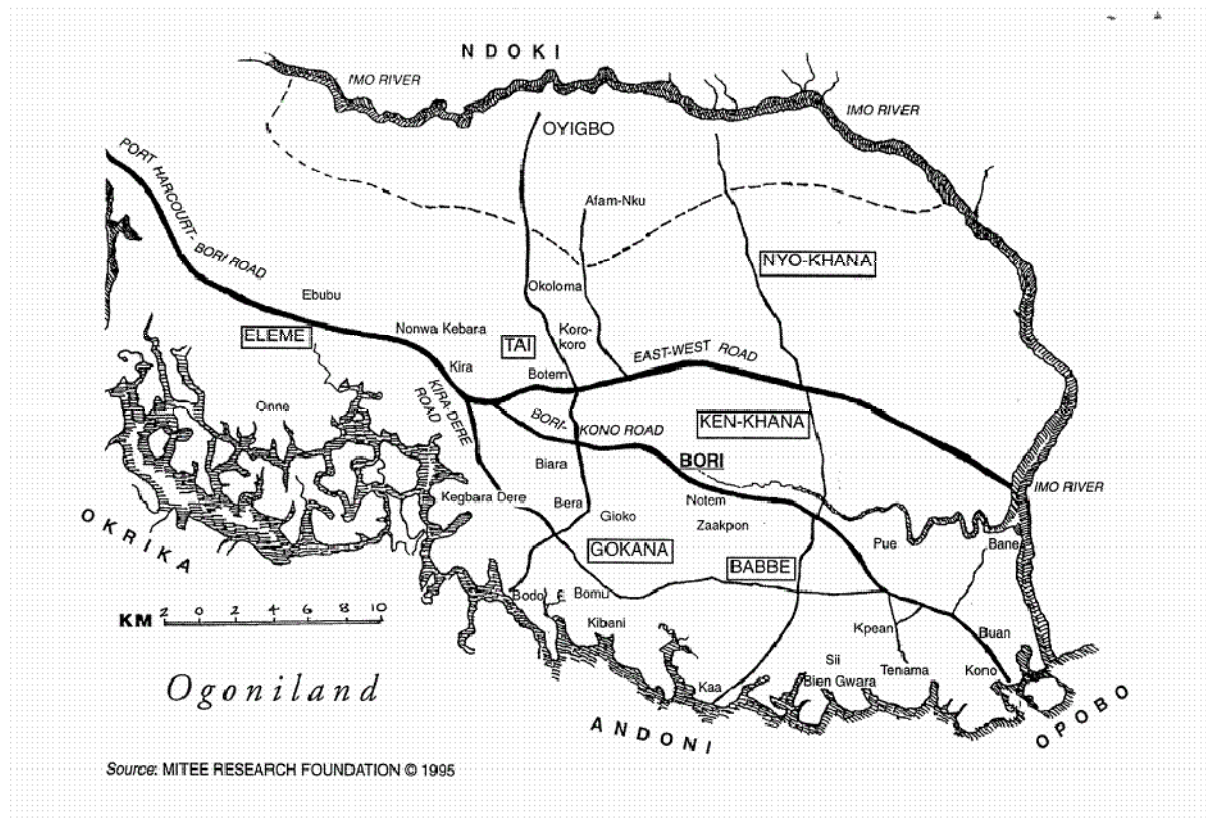 NDOKI
IMO RIVER
IMO RIVER
OYIGBO
PORT HARCOURT-
BORI ROAD
Afam-Nku
NYO-KHANA
Okoloma
Ebubu
ELEME
Nonwa Kebara
Koro-
koro
TAI
EAST-WEST ROAD
Kira
Botem
KIRA-DERE
ROAD
Onne
BORI-
KONO ROAD
KEN-KHANA
Biara
BORI
IMO RIVER
Kegbara Dere
Bera
Notem
Gioko
Zaakpon
OKRIKA
Pue
Bane
GOKANA
BABBE
Bodo
Bomu
KM 2 0 2 4 6 8 10
Kibani
Kpean
Buan
Sii
Tenama
Kono
Bien Gwara
Kaa
Ogoniland
ANDONI
OPOBO
Source: MITEE RESEARCH FOUNDATION © 1995